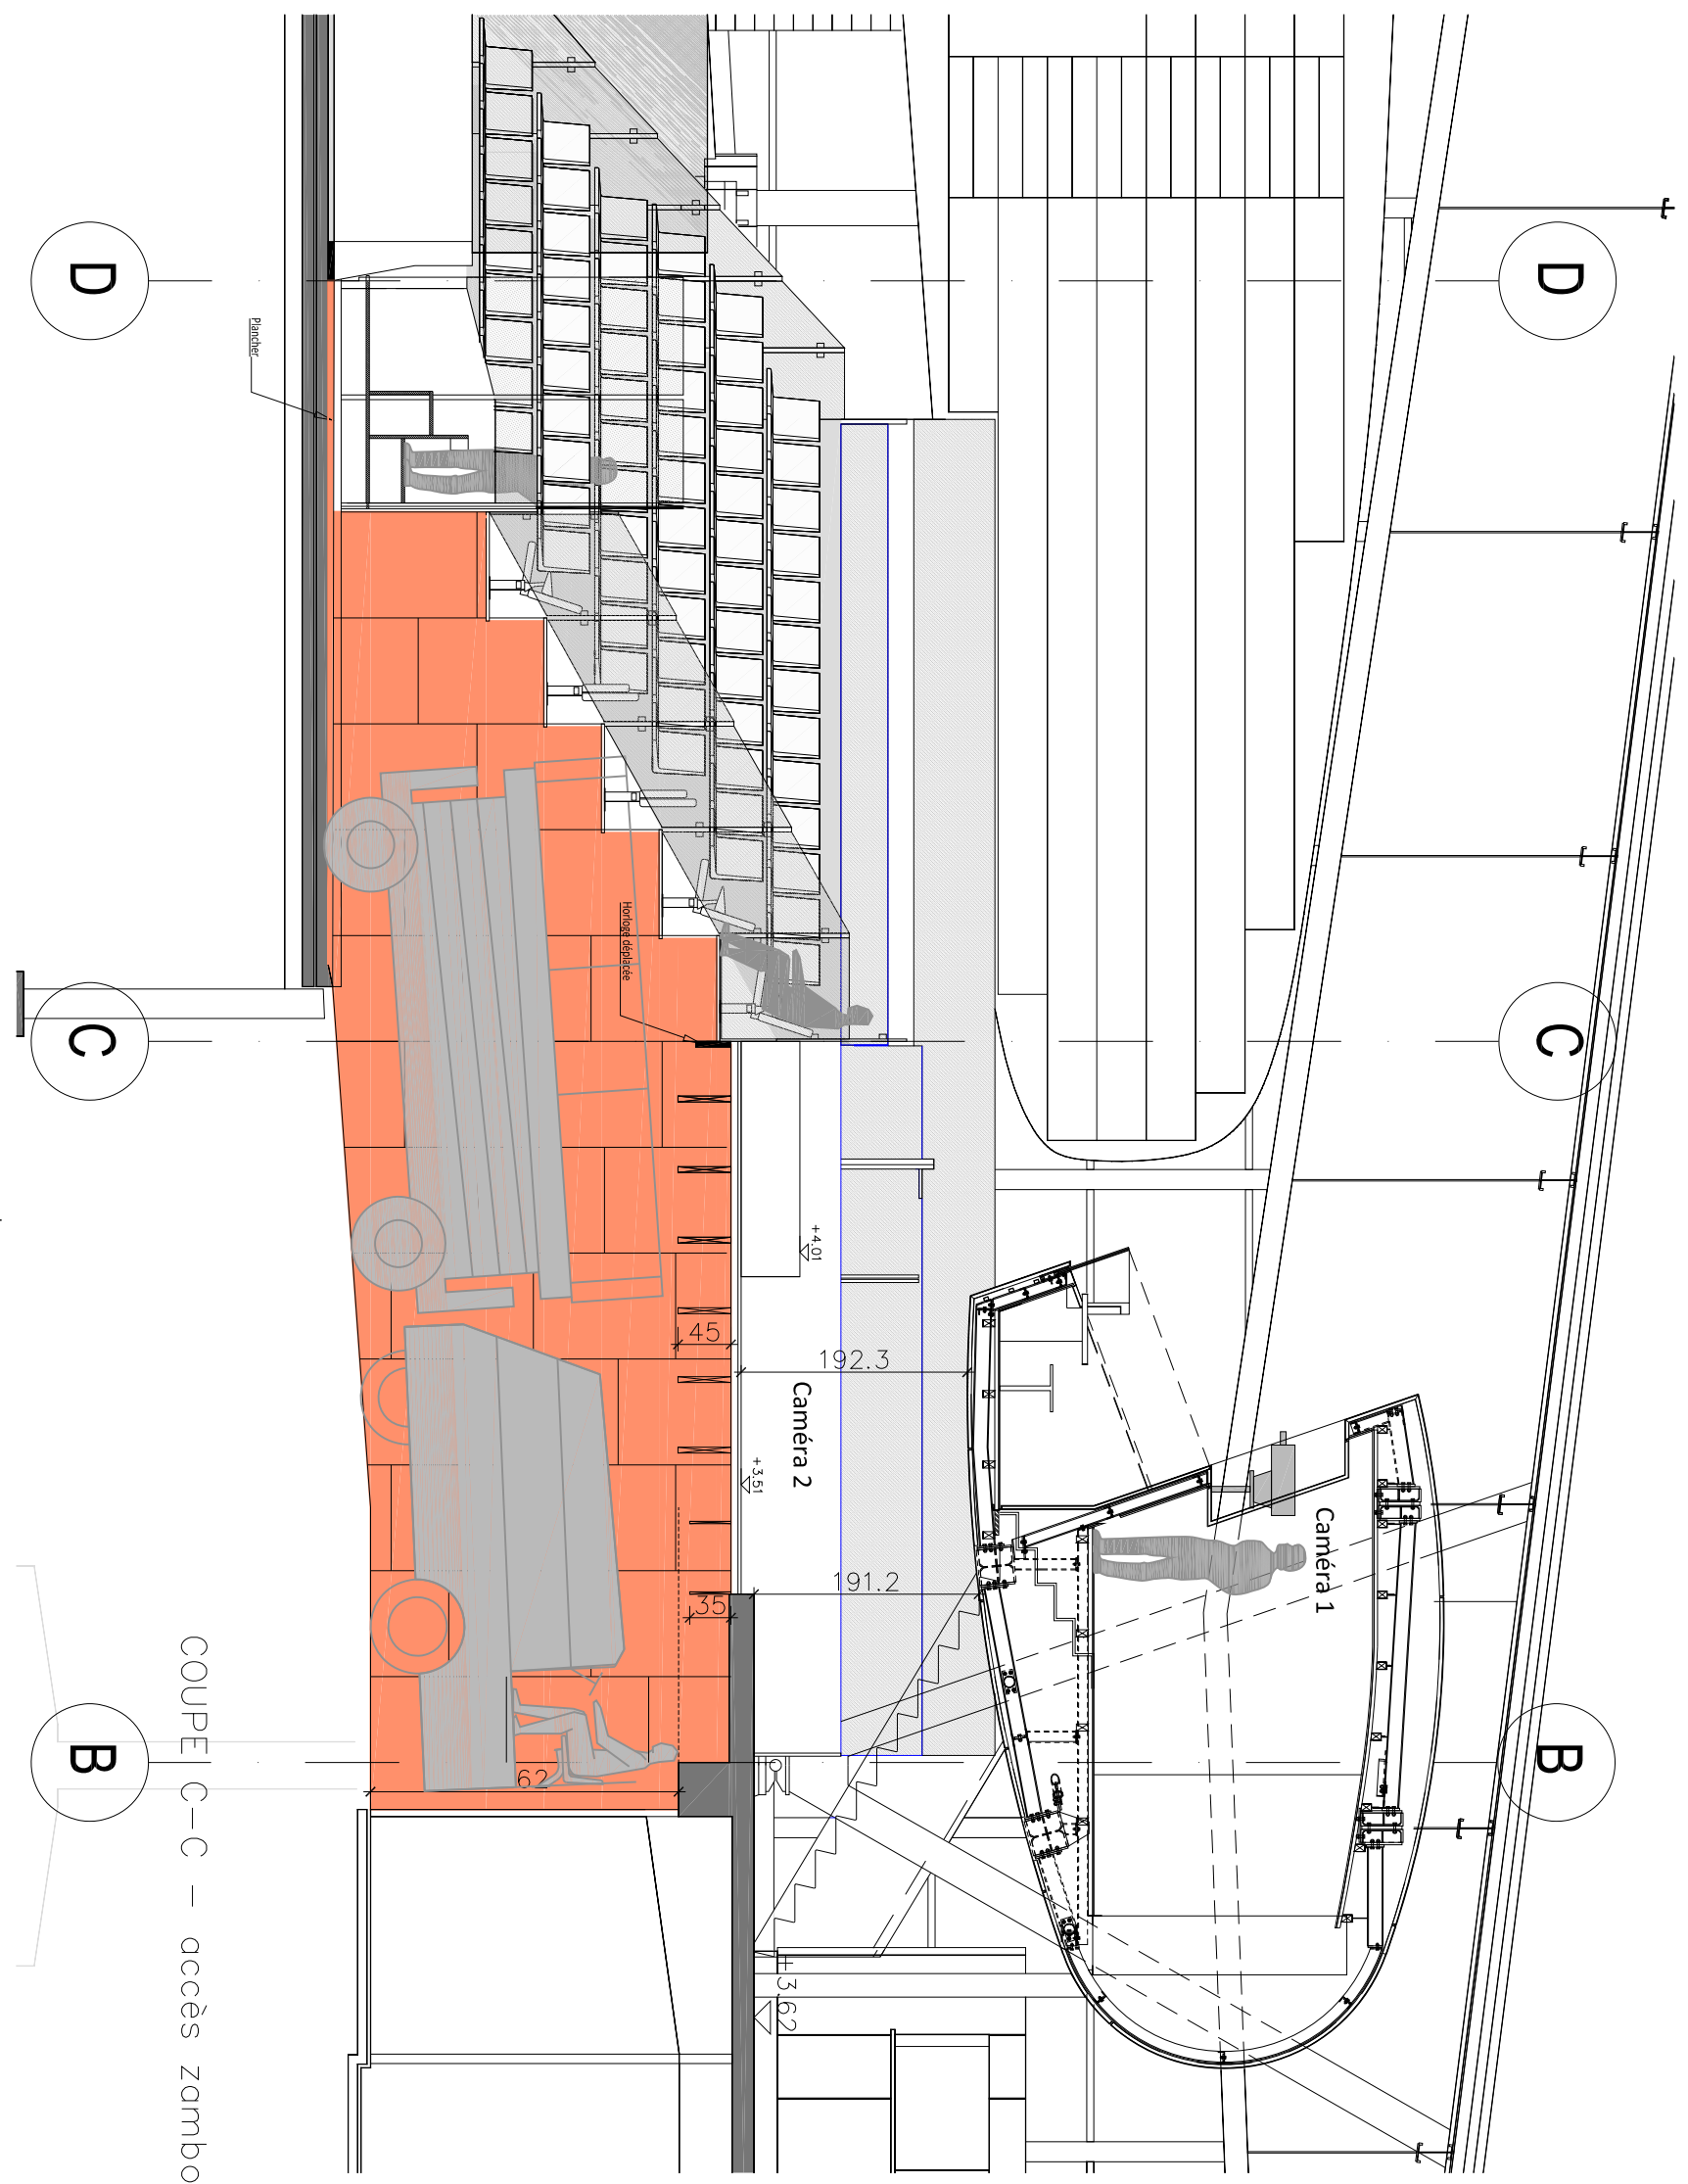 D
C
B
D
C
B
Caméra 1
Caméra 2
+4.01
+3.51
+3.62
192.3
191.2
45
35
62
Horloge déplacée
Plancher
COUPE C-C - accès zambo